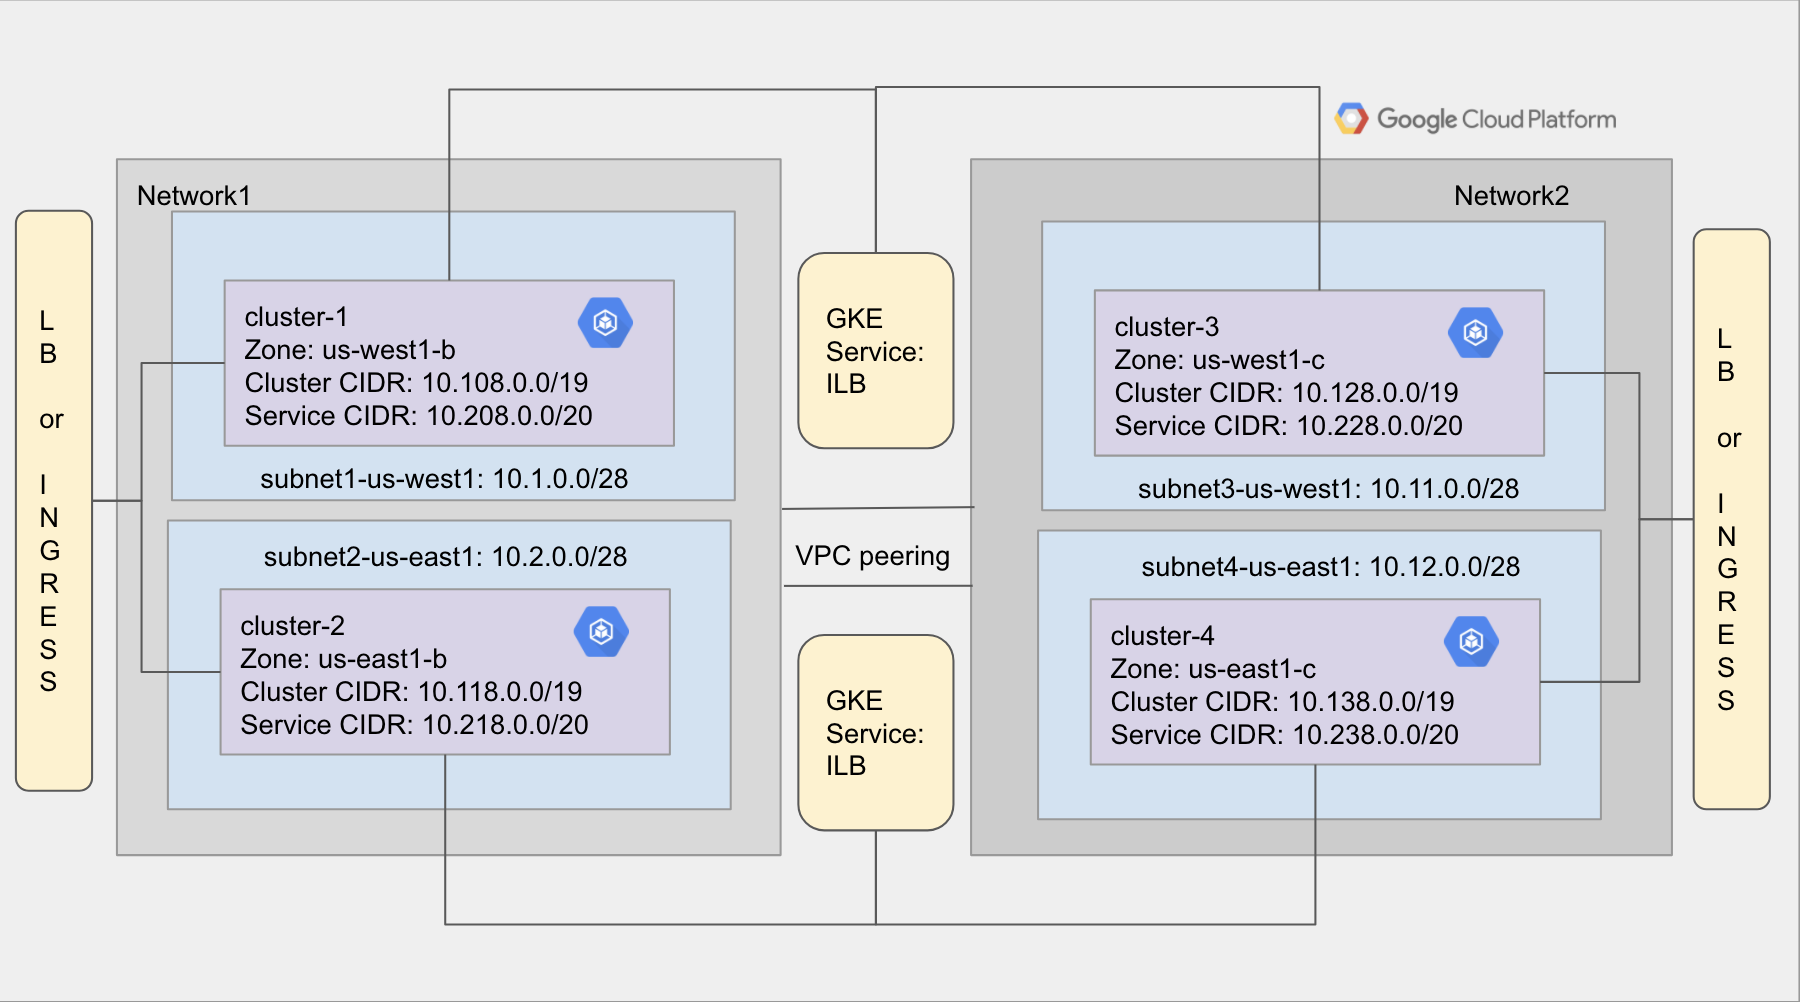 Google Cloud Platform
Network1
cluster-1
Zone: us-west1-b
Cluster CIDR: 10.108.0.0/19
Service CIDR: 10.208.0.0/20
subnet1-us-west1: 10.1.0.0/28
subnet2-us-east1: 10.2.0.0/28
cluster-2
Zone: us-east1-b
Cluster CIDR: 10.118.0.0/19
Service CIDR: 10.218.0.0/20
L
B
or
I
N
G
R
E
S
S
GKE
Service:
ILB
VPC peering
GKE
Service:
ILB
Network2
cluster-3
Zone: us-west1-c
Cluster CIDR: 10.128.0.0/19
Service CIDR: 10.228.0.0/20
subnet3-us-west1: 10.11.0.0/28
subnet4-us-east1: 10.12.0.0/28
cluster-4
Zone: us-east1-c
Cluster CIDR: 10.138.0.0/19
Service CIDR: 10.238.0.0/20
L
B
or
I
N
G
R
E
S
S